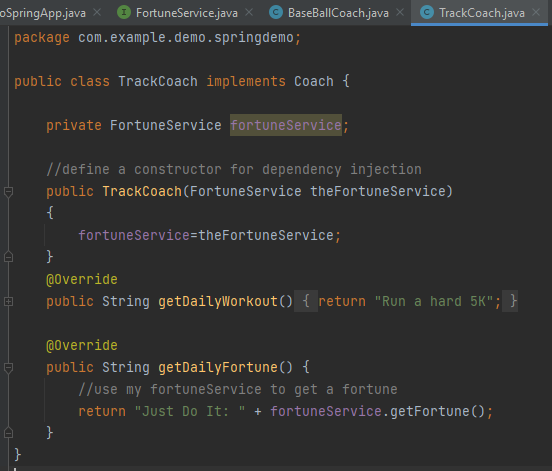 oSpringApp.java FortuneService.java BaseBallCoach.java TrackCoach.java
package com.example.demo.springdemo;
public class TrackCoach implements Coach {
private FortuneService fortuneService;
//define a constructor for dependency injection
public TrackCoach(FortuneService theFortuneService)
{
fortuneService=theFortuneService;
}
@Override
public String getDailyWorkout() { return "Run a hard 5K"; }
@Override
public String getDailyFortune() {
//use my fortuneService to get a fortune
return "Just Do It: " + fortuneService.getFortune();
}
}